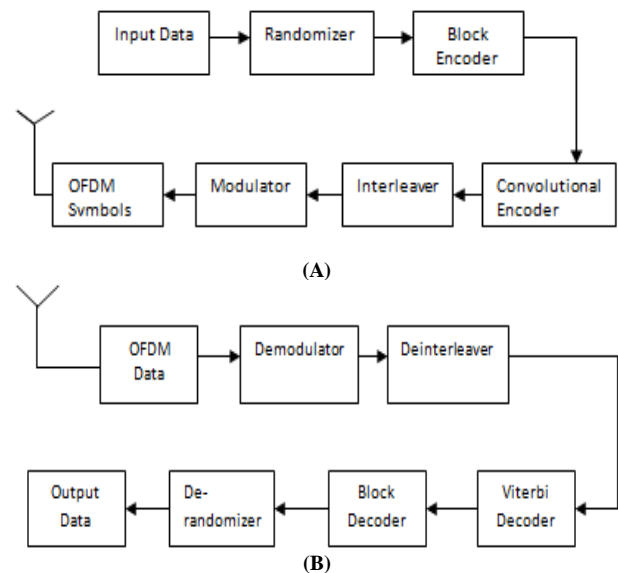 Input Data
Randomizer
Block
Encoder
OFDM
Svmbols
Modulator
Interleaver
Convolutional
Encoder
(A)
OFDM
Data
Demodulator
Deinterleaver
Output
Data
De-
randomizer
Block
Decoder
Viterbi
Decoder
(B)